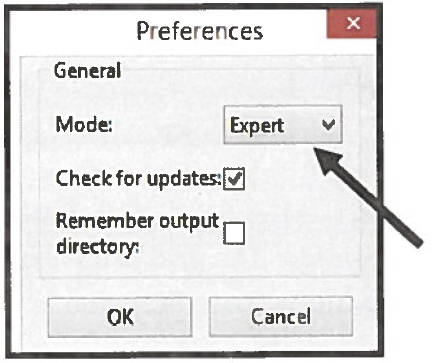 Preferences
General
Mode: Expert
Check for updates:
Remember output
directory:
OK Cancel